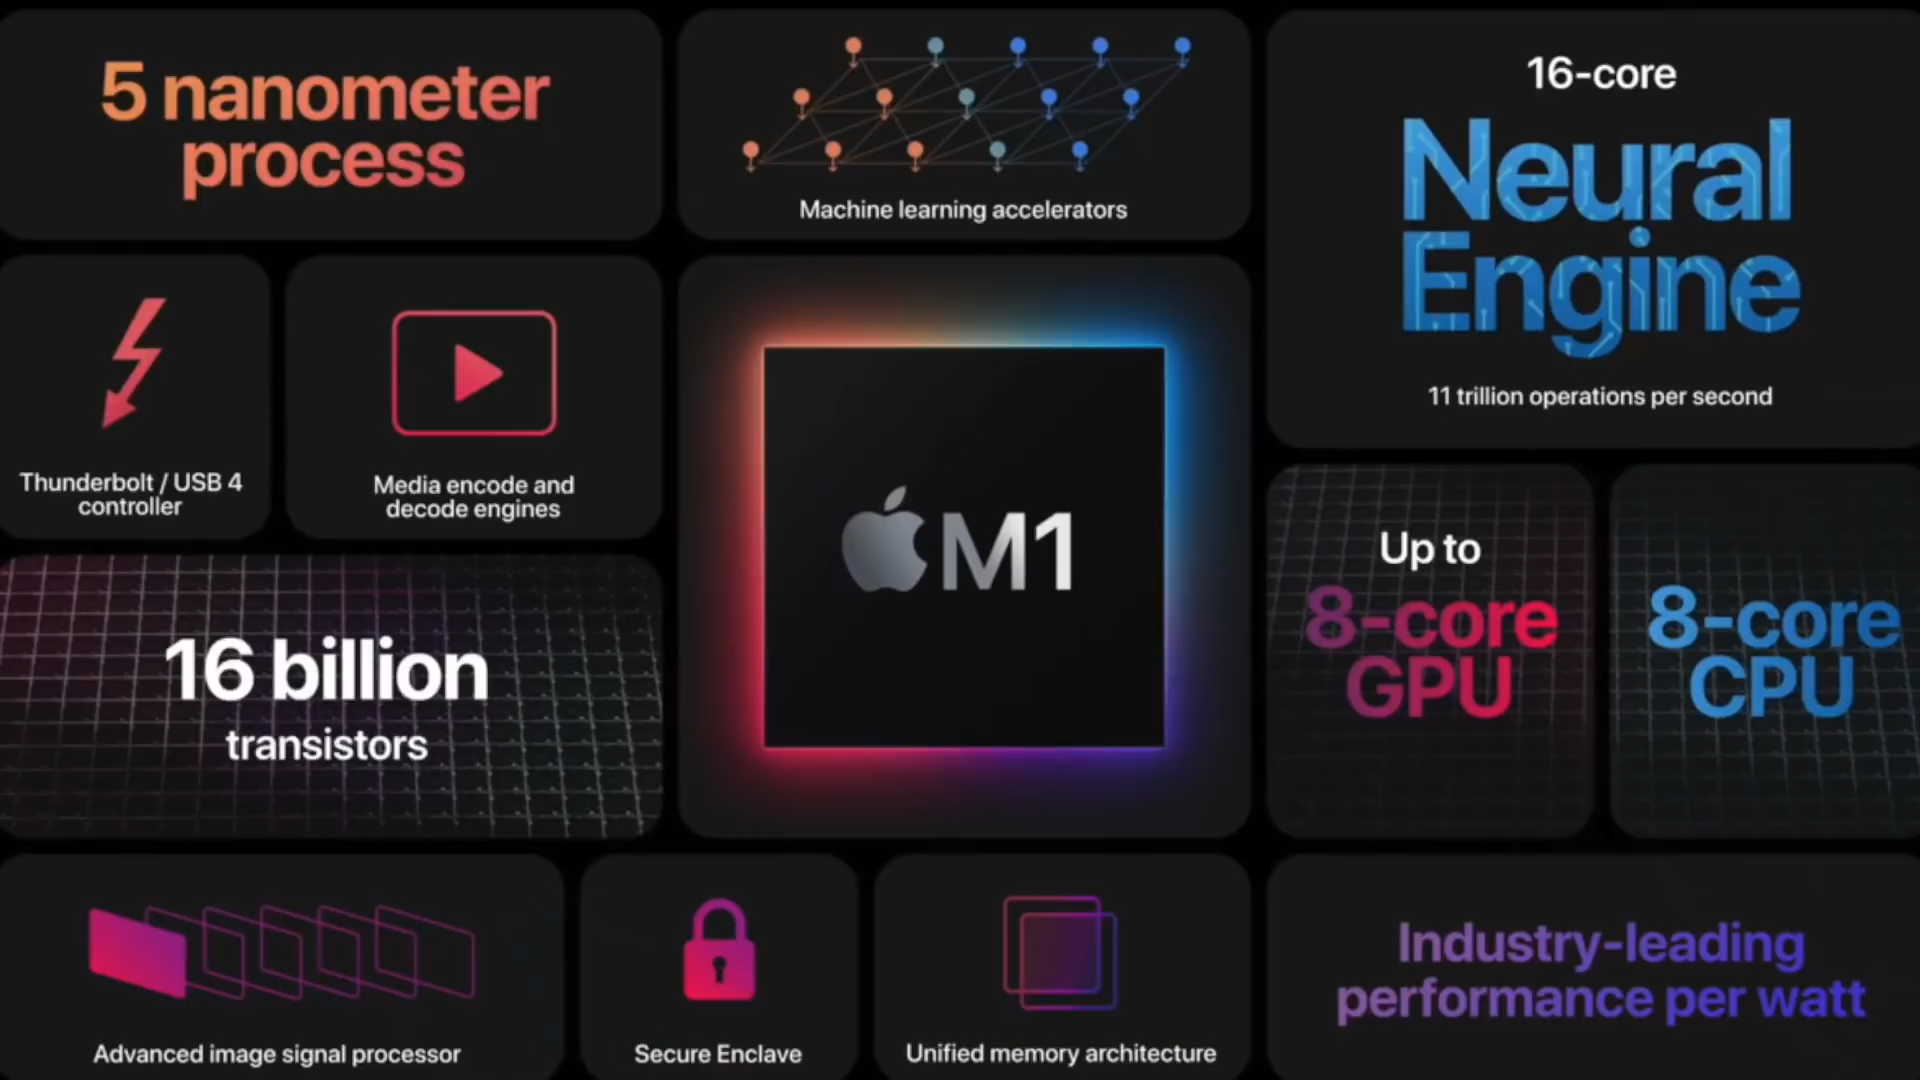 5 nanometer
process
Machine learning accelerators
16-core
Neural
Engine
11 trillion operations per second
Thunderbolt / USB 4
controller
Media encode and
decode engines
M1
Up to
8-core
GPU
8-core
CPU
16 billion
transistors
Advanced image signal processor
Secure Enclave
Unified memory architecture
Industry-leading
performance per watt